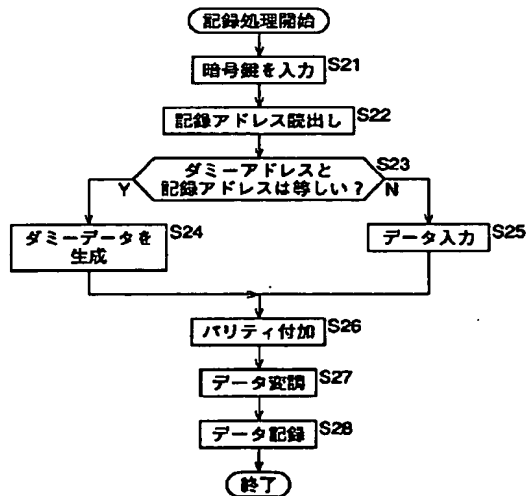 記録処理開始
暗号鍵を入力 S21
記録アドレス読出し S22
ダミーアドレスと S23
記録アドレスは等しい?
Y N
ダミーデータを S24
生成
データ入力 S25
パリティ付加 S26
データ変調 S27
データ記録 S28
終了